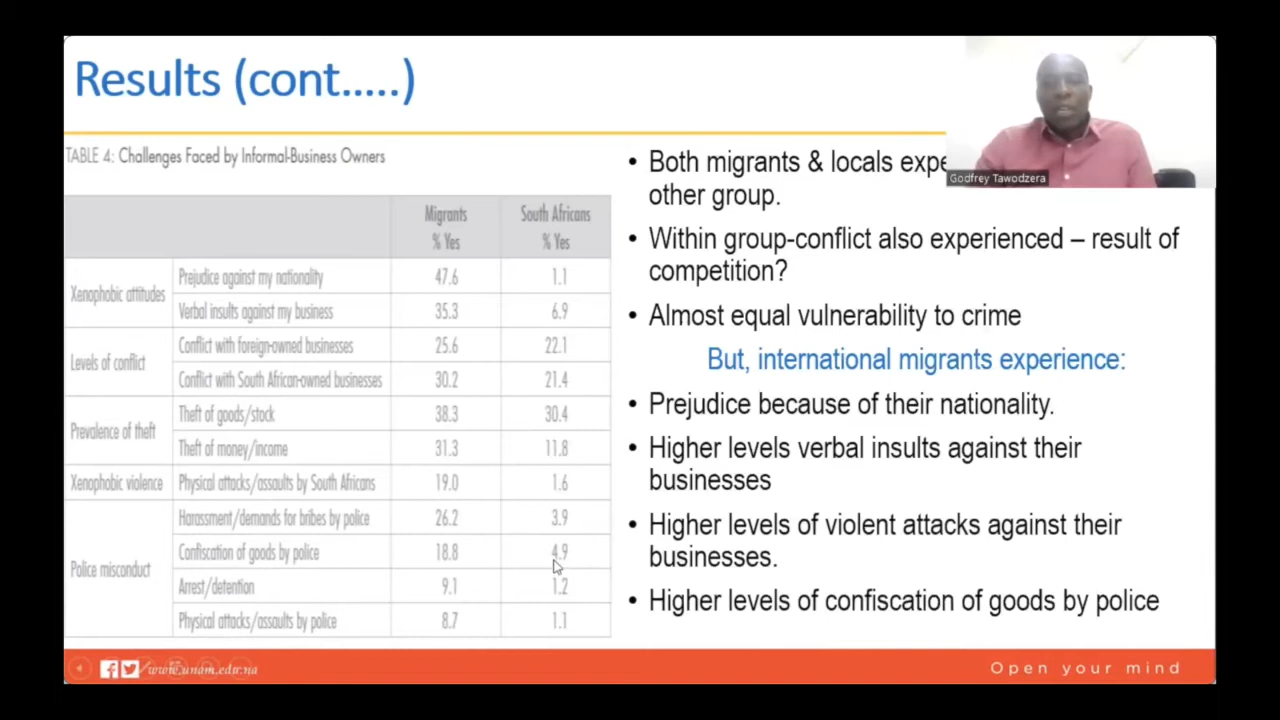 Results (cont.....)
TABLE 4: Challenges Faced by Informal-Business Owners
Migrants South Africans
% Yes % Yes
Xenophobic attitudes
Prejudice against my nationality 47.6 1.1
Verbal insults against my business 35.3 6.9
Levels of conflict
Conflict with foreign-owned businesses 25.6 22.1
Conflict with South African-owned businesses 30.2 21.4
Prevalence of theft
Theft of goods/stock 38.3 30.4
Theft of money/income 31.3 11.8
Xenophobic violence Physical attacks/assaults by South Africans 19.0 1.6
Police misconduct
Harassment/demands for bribes by police 26.2 3.9
Confiscation of goods by police 18.8 4.9
Arrest/detention 9.1 1.2
Physical attacks/assaults by police 8.7 1.1
• Both migrants & locals expe
other group.
• Within group-conflict also experienced – result of
competition?
• Almost equal vulnerability to crime
But, international migrants experience:
• Prejudice because of their nationality.
• Higher levels verbal insults against their
businesses
• Higher levels of violent attacks against their
businesses.
• Higher levels of confiscation of goods by police
Godfrey Tawodzera
www.unam.edu.na
Open your mind